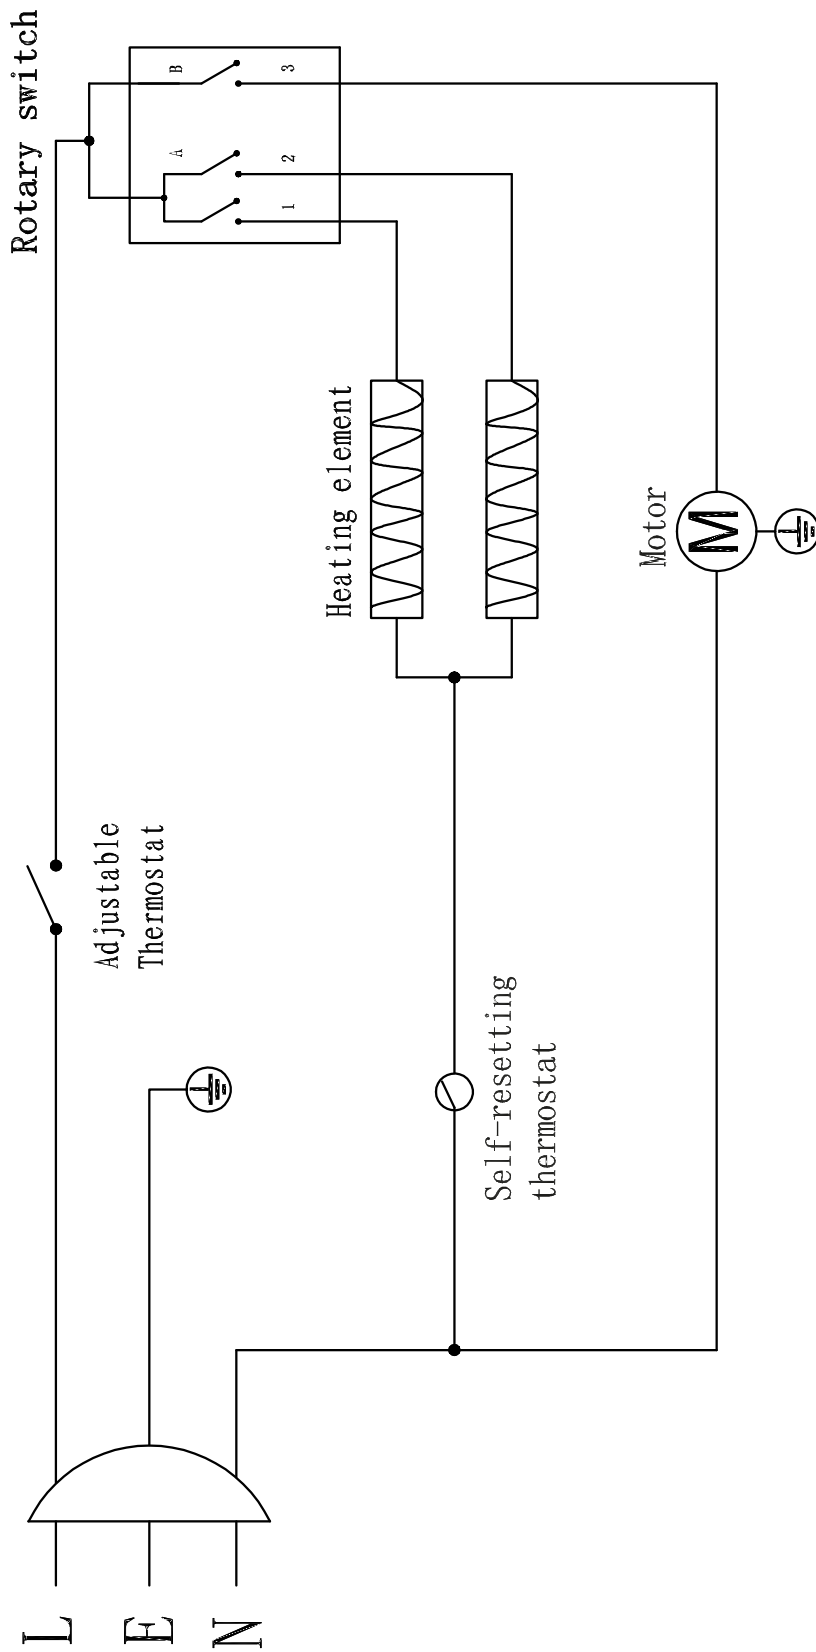 Rotary switch
B
3
A
2
1
Heating element
Motor
M
Adjustable
Thermostat
Self-resetting
thermostat
L
E
N